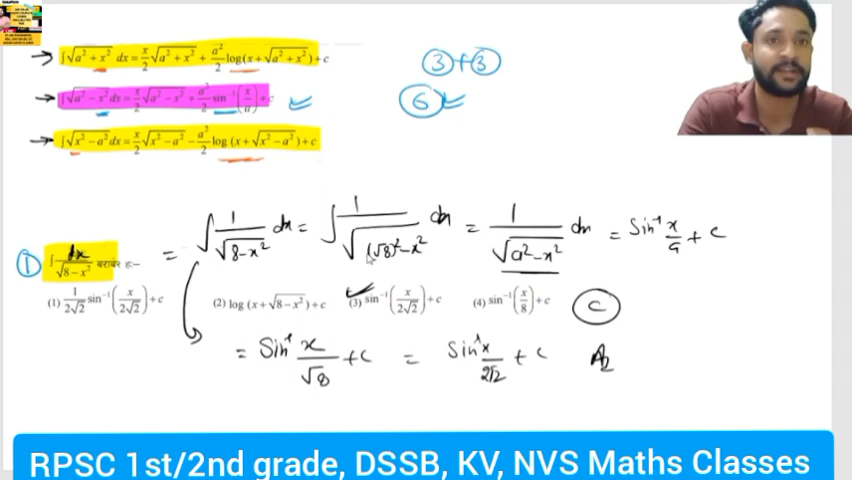 → ∫√a² + x² dx = x/2 √a² + x² + a²/2 log(x + √a² + x²) + c
→ ∫√a² − x² dx = x/2 √a² − x² + a²/2 sin⁻¹(x/a) + c ✓
→ ∫√x² − a² dx = x/2 √x² − a² − a²/2 log (x + √x² − a²) + c
③+③
⑥✓
① ∫ dx/√8 − x² बराबर है:-
= ∫ 1/√8-x² dx = ∫ 1/√(√8)²-x² dx = 1/√a²-x² dx = Sin⁻¹ x/a + c
(1) 1/2√2 sin⁻¹(x/2√2) + c (2) log (x + √8 − x²) + c (3) sin⁻¹(x/2√2) + c (4) sin⁻¹(x/8) + c
C
= Sin⁻¹ x/√8 + c = Sin⁻¹ x/2√2 + c
RPSC 1st/2nd grade, DSSB, KV, NVS Maths Classes